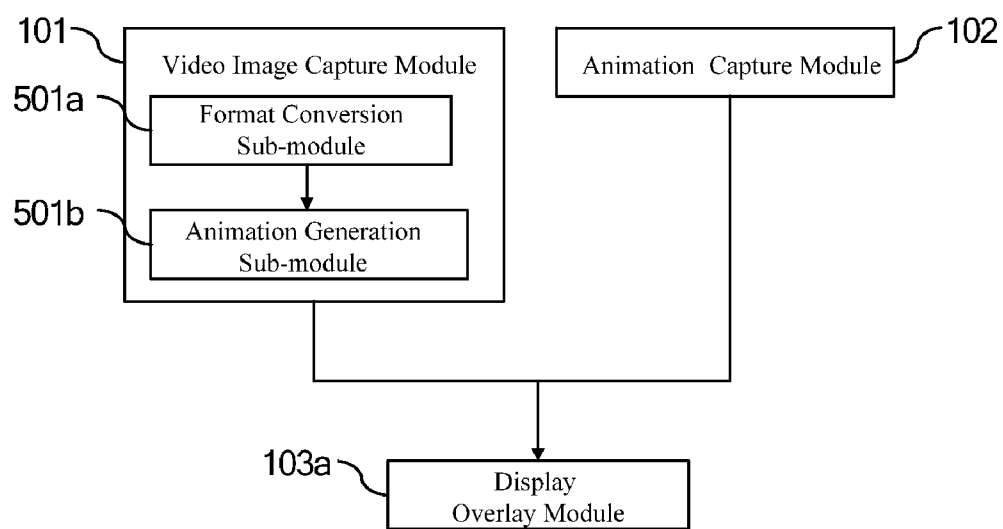 101
Video Image Capture Module
501a
Format Conversion
Sub-module
501b
Animation Generation
Sub-module
Animation Capture Module
102
103a
Display
Overlay Module